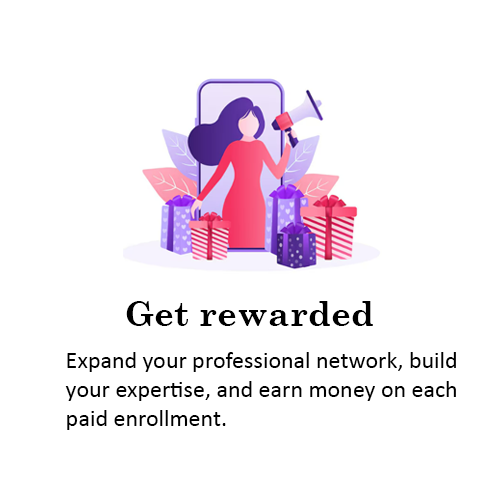 Get rewarded
Expand your professional network, build
your expertise, and earn money on each
paid enrollment.